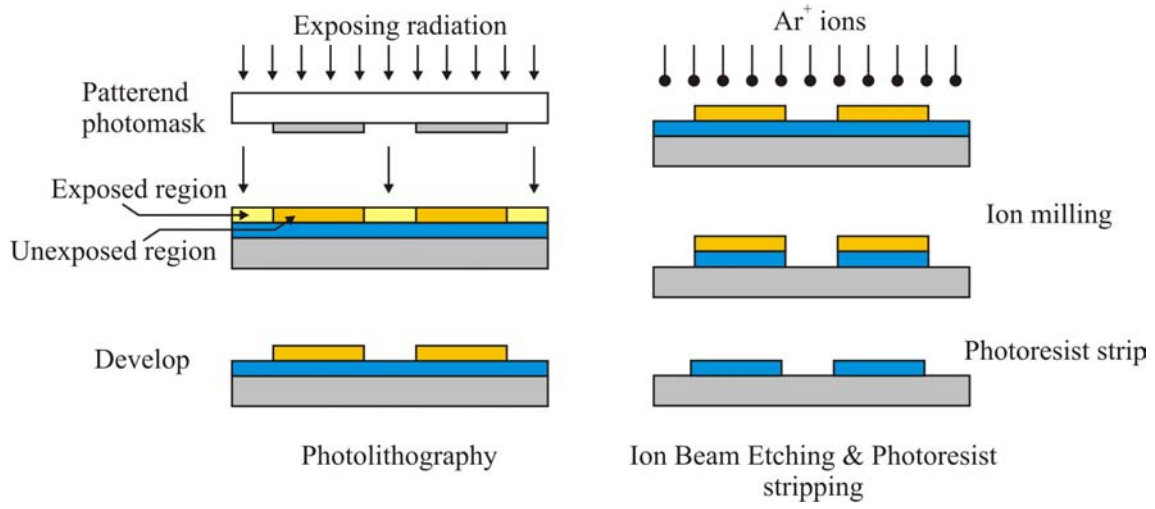 Exposing radiation
Patterend
photomask
Exposed region
Unexposed region
Develop
Photolithography
Ar+ ions
Ion milling
Photoresist strip
Ion Beam Etching & Photoresist
stripping